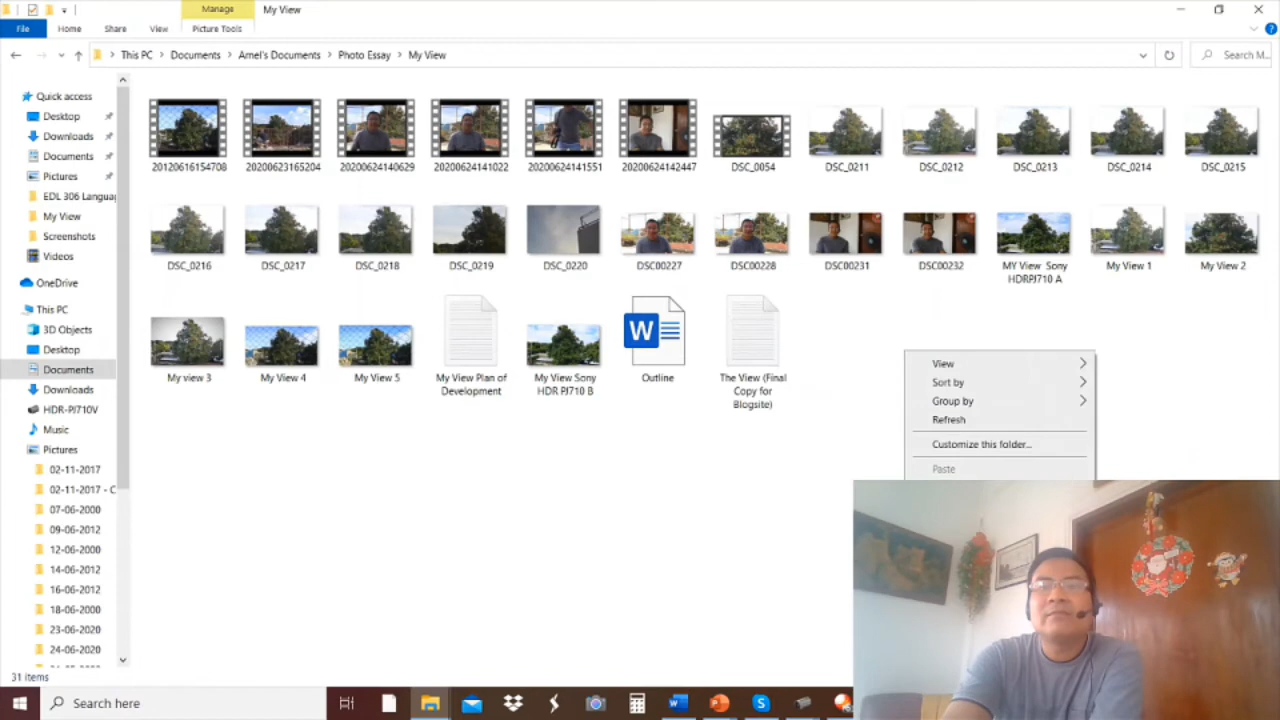 Manage
My View
File
Home
Share
View
Picture Tools
This PC
Documents
Arnel's Documents
Photo Essay
My View
Search M...
Quick access
Desktop
Downloads
Documents
Pictures
EDL 306 Langua
My View
Screenshots
Videos
OneDrive
This PC
3D Objects
Desktop
Documents
Downloads
HDR-PJ710V
Music
Pictures
02-11-2017
02-11-2017 - C
07-06-2000
09-06-2012
12-06-2000
14-06-2012
16-06-2012
18-06-2000
23-06-2020
24-06-2020
20120616154708
20200623165204
20200624140629
20200624141022
20200624141551
20200624142447
DSC_0054
DSC_0211
DSC_0212
DSC_0213
DSC_0214
DSC_0215
DSC_0216
DSC_0217
DSC_0218
DSC_0219
DSC_0220
DSC00227
DSC00228
DSC00231
DSC00232
MY View Sony
HDRPJ710 A
My View 1
My View 2
My view 3
My View 4
My View 5
My View Plan of
Development
My View Sony
HDR PJ710 B
W
Outline
The View (Final
Copy for
Blogsite)
View
Sort by
Group by
Refresh
Customize this folder...
Paste
31 items
Search here